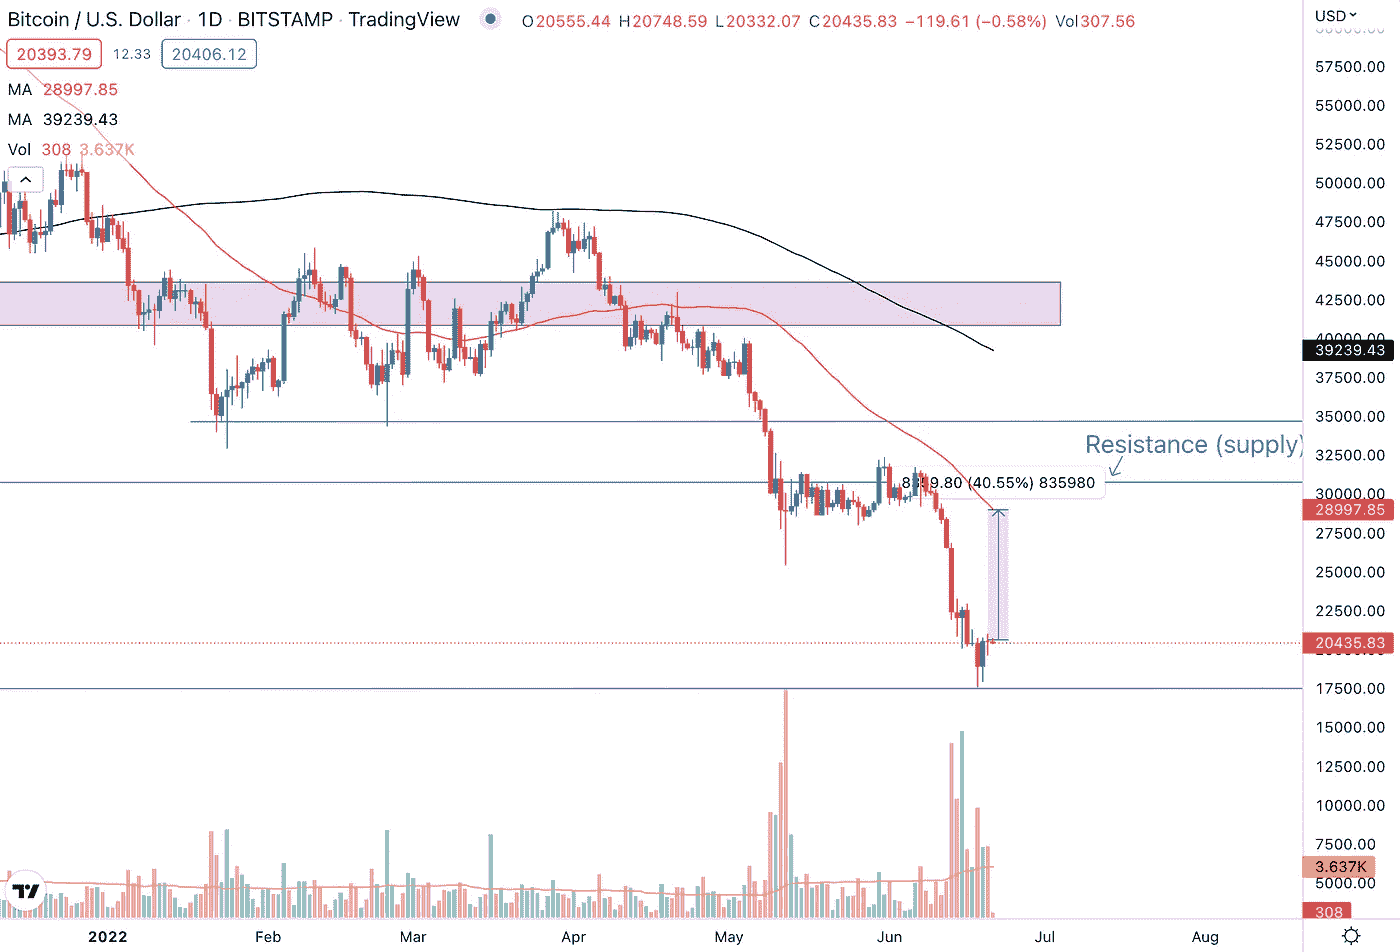 Bitcoin / U.S. Dollar · 1D · BITSTAMP · TradingView O20555.44 H20748.59 L20332.07 C20435.83 −119.61 (−0.58%) Vol307.56
USD
20393.79 12.33 20406.12
MA 28997.85
MA 39239.43
Vol 308 3.637K
57500.00
55000.00
52500.00
50000.00
47500.00
45000.00
42500.00
40000.00
39239.43
37500.00
35000.00
Resistance (supply)
32500.00
(40.55%) 835980
30000.00
28997.85
27500.00
25000.00
22500.00
20435.83
17500.00
15000.00
12500.00
10000.00
7500.00
3.637K
5000.00
308
2022 Feb Mar Apr May Jun Jul Aug